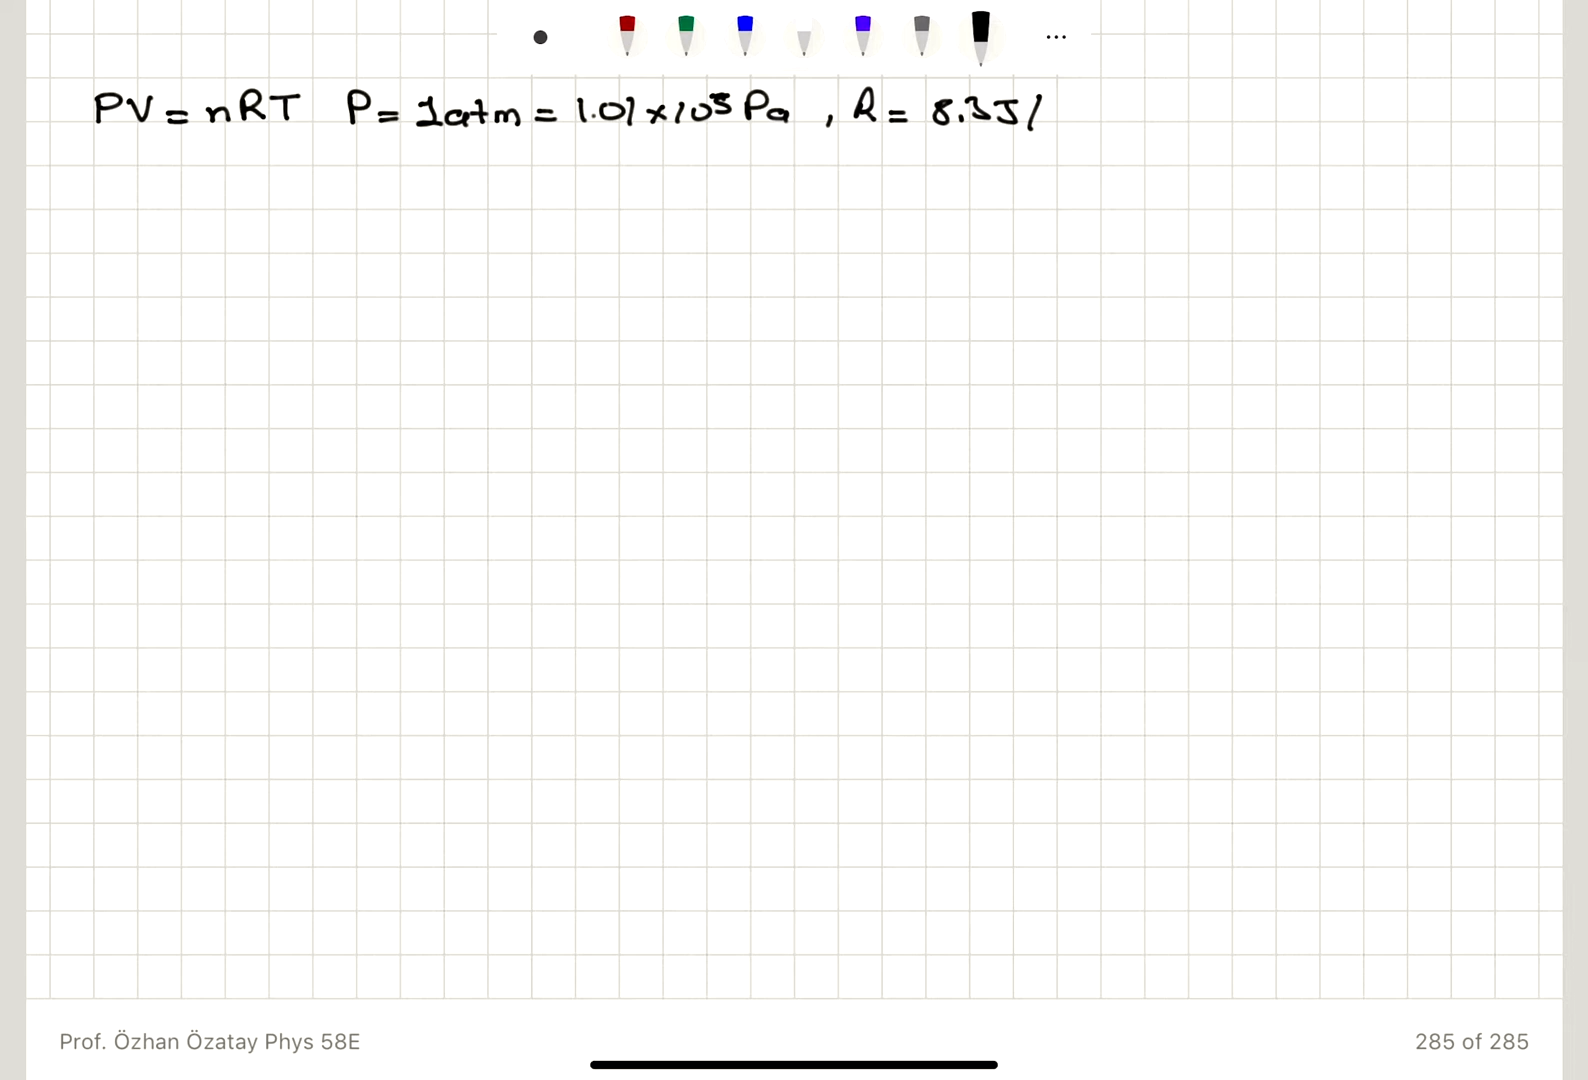 PV = nRT P = 1atm = 1.01 × 10⁵ Pa , R = 8.3J/
Prof. Özhan Özatay Phys 58E
285 of 285